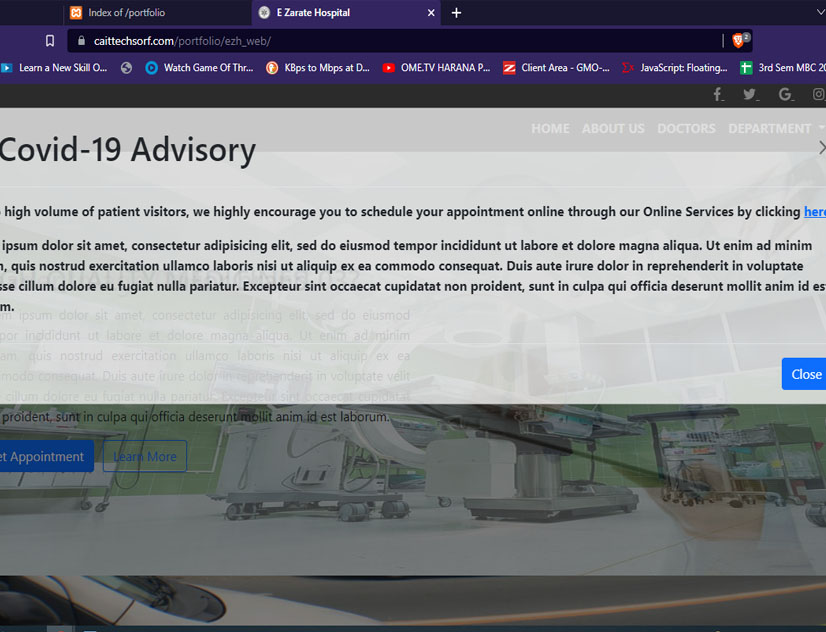 Index of /portfolio
E Zarate Hospital
caittechsorf.com/portfolio/ezh_web/
2
Learn a New Skill O...
Watch Game Of Thr...
KBps to Mbps at D...
OME.TV HARANA P...
Client Area - GMO-...
JavaScript: Floating...
3rd Sem MBC 20
HOME ABOUT US DOCTORS DEPARTMENT
Covid-19 Advisory
high volume of patient visitors, we highly encourage you to schedule your appointment online through our Online Services by clicking here
ipsum dolor sit amet, consectetur adipisicing elit, sed do eiusmod tempor incididunt ut labore et dolore magna aliqua. Ut enim ad minim
quis nostrud exercitation ullamco laboris nisi ut aliquip ex ea commodo consequat. Duis aute irure dolor in reprehenderit in voluptate
sse cillum dolore eu fugiat nulla pariatur. Excepteur sint occaecat cupidatat non proident, sunt in culpa qui officia deserunt mollit anim id est
m.
Close
ipsum dolor sit amet, consectetur adipisicing elit, sed do eiusmod
por incididunt ut labore et dolore magna aliqua. Ut enim ad minim
am, quis nostrud exercitation ullamco laboris nisi ut aliquip ex ea
modo consequat. Duis aute irure dolor in reprehenderit in voluptate velit
cillum dolore eu fugiat nulla pariatur. Excepteur sint occaecat cupidatat
proident, sunt in culpa qui officia deserunt mollit anim id est laborum.
et Appointment
Learn More